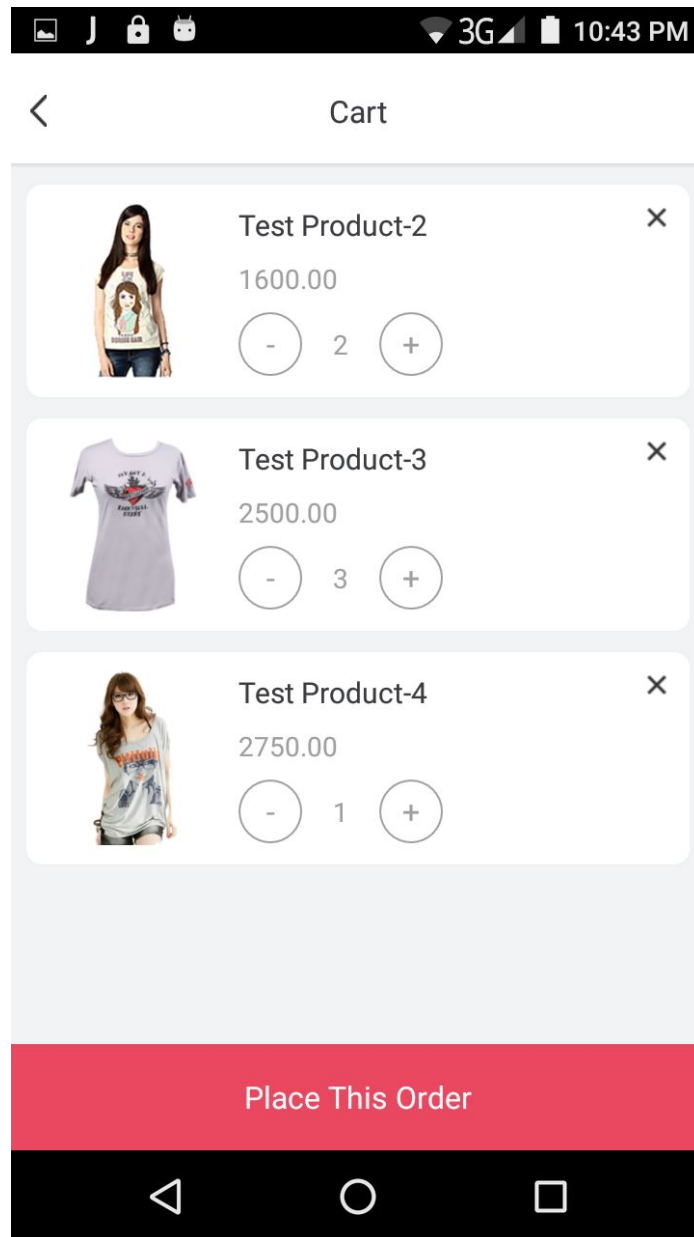 3G 10:43 PM
Cart
Test Product-2
1600.00
- 2 +
Test Product-3
2500.00
- 3 +
Test Product-4
2750.00
- 1 +
Place This Order